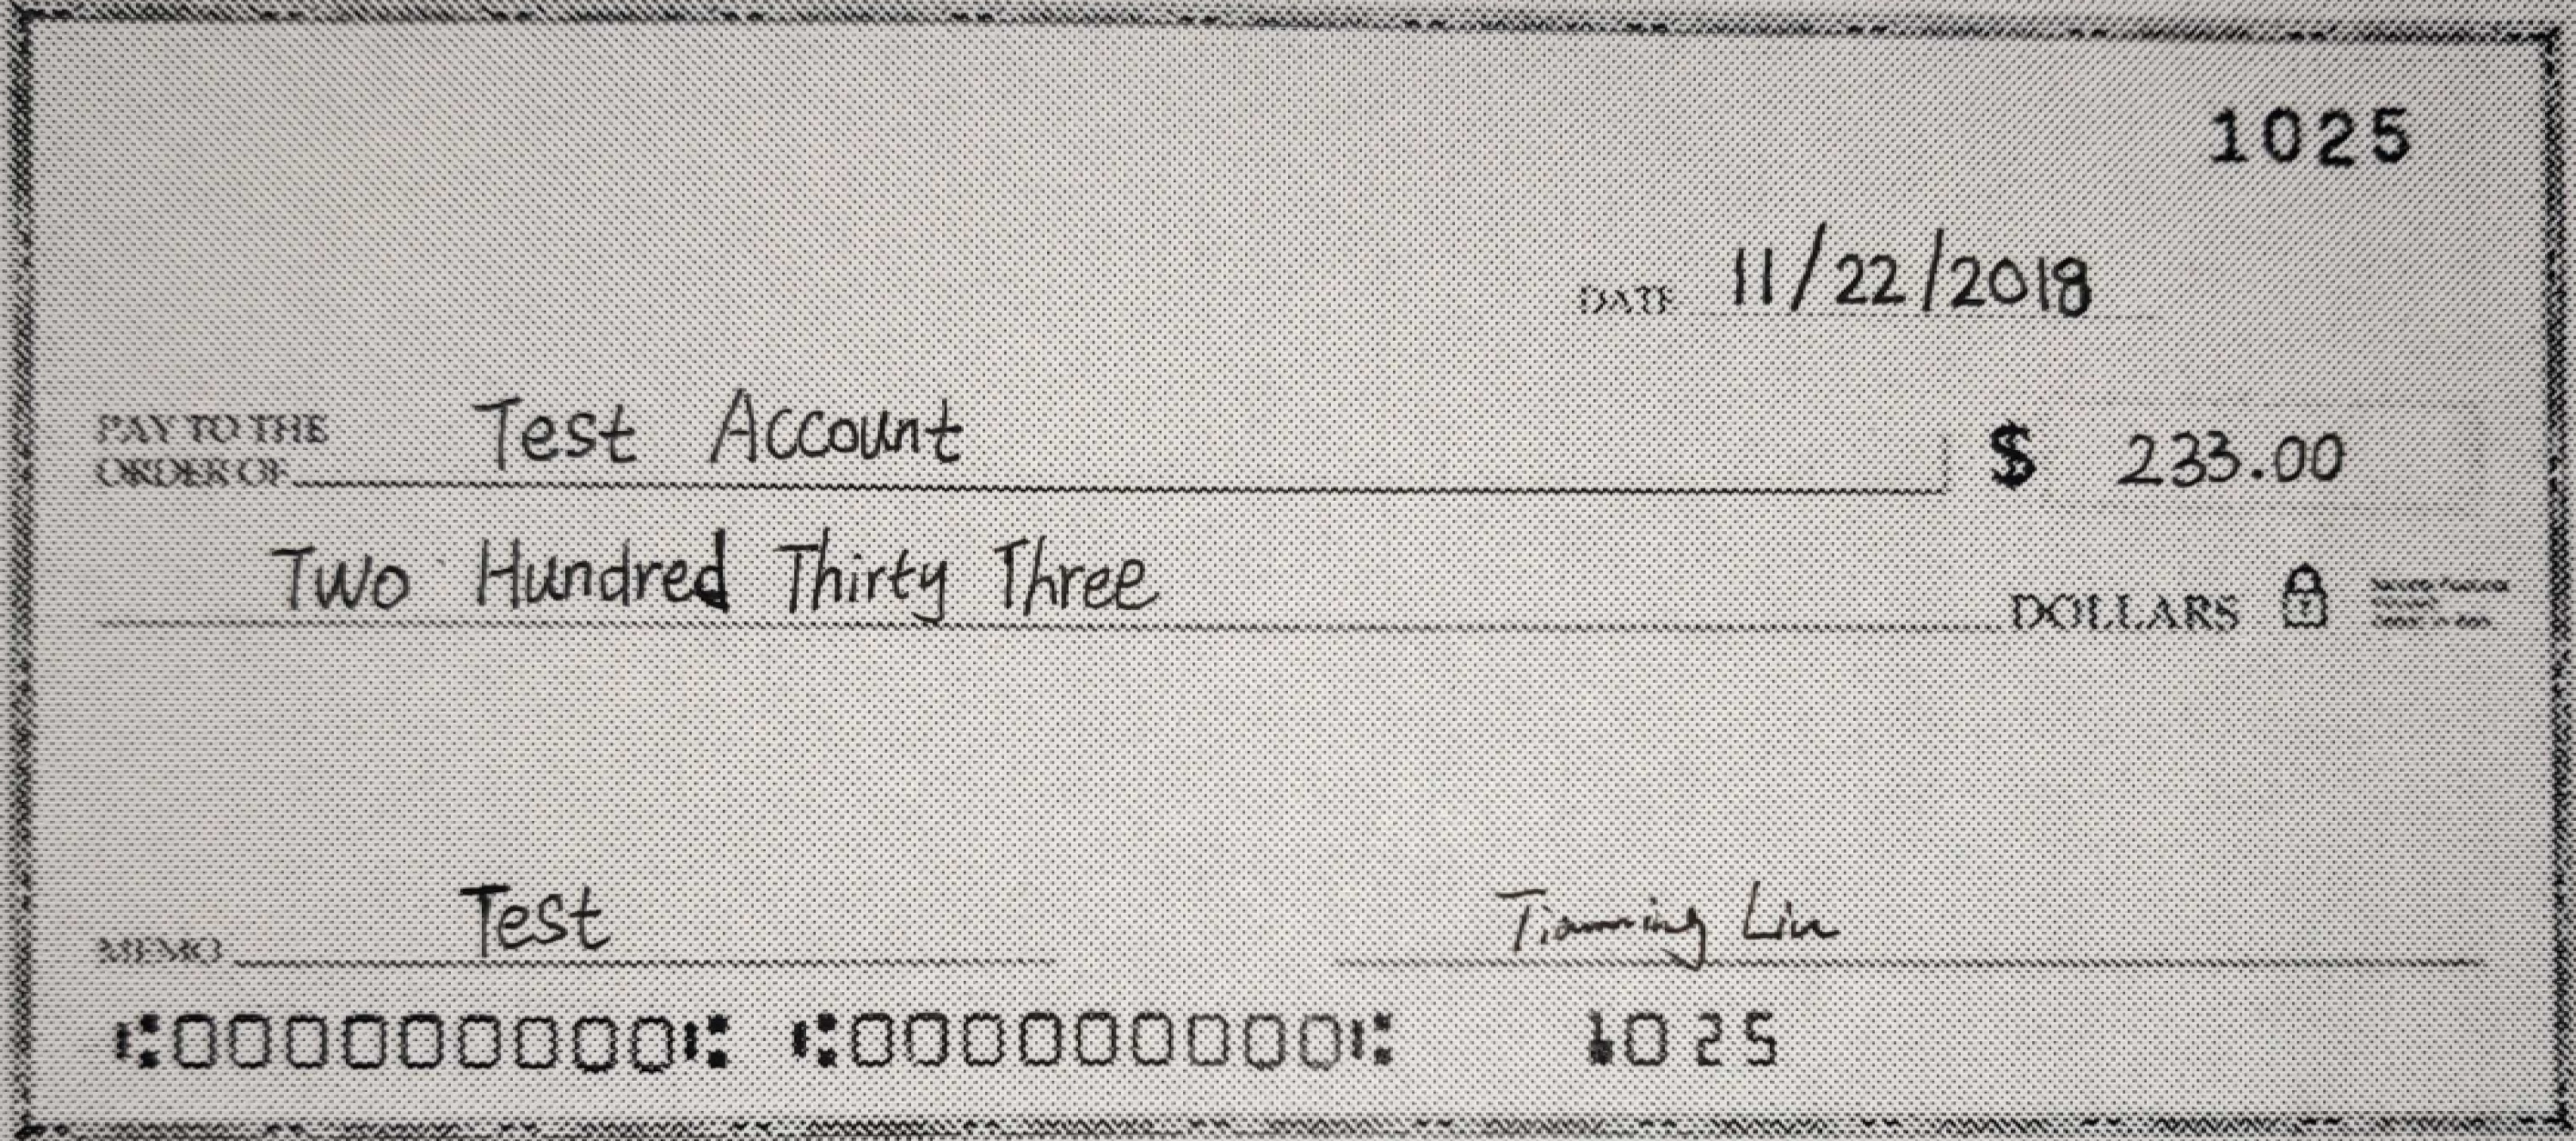 1025
DATE 11/22/2018
PAY TO THE
ORDER OF Test Account $ 233.00
Two Hundred Thirty Three DOLLARS
MEMO Test Tianming Liu
⑆000000000⑆ ⑆000000000⑆ 1025